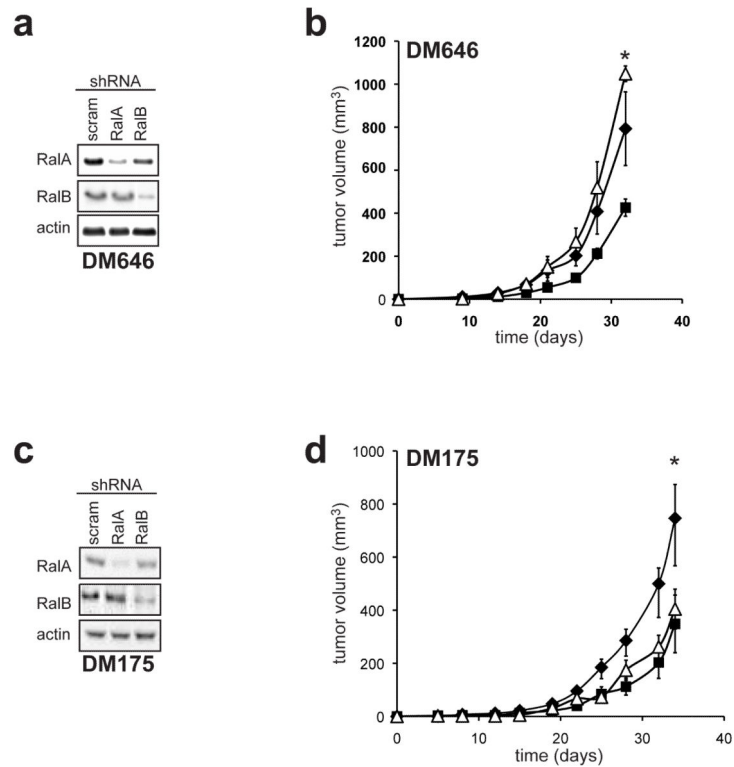 a
shRNA
scram RalA RalB
RalA
RalB
actin
DM646
b
DM646
*
tumor volume (mm3)
1200
1000
800
600
400
200
0
0 10 20 30 40
time (days)
c
shRNA
scram RalA RalB
RalA
RalB
actin
DM175
d
DM175
*
tumor volume (mm3)
1000
800
600
400
200
0
0 10 20 30 40
time (days)